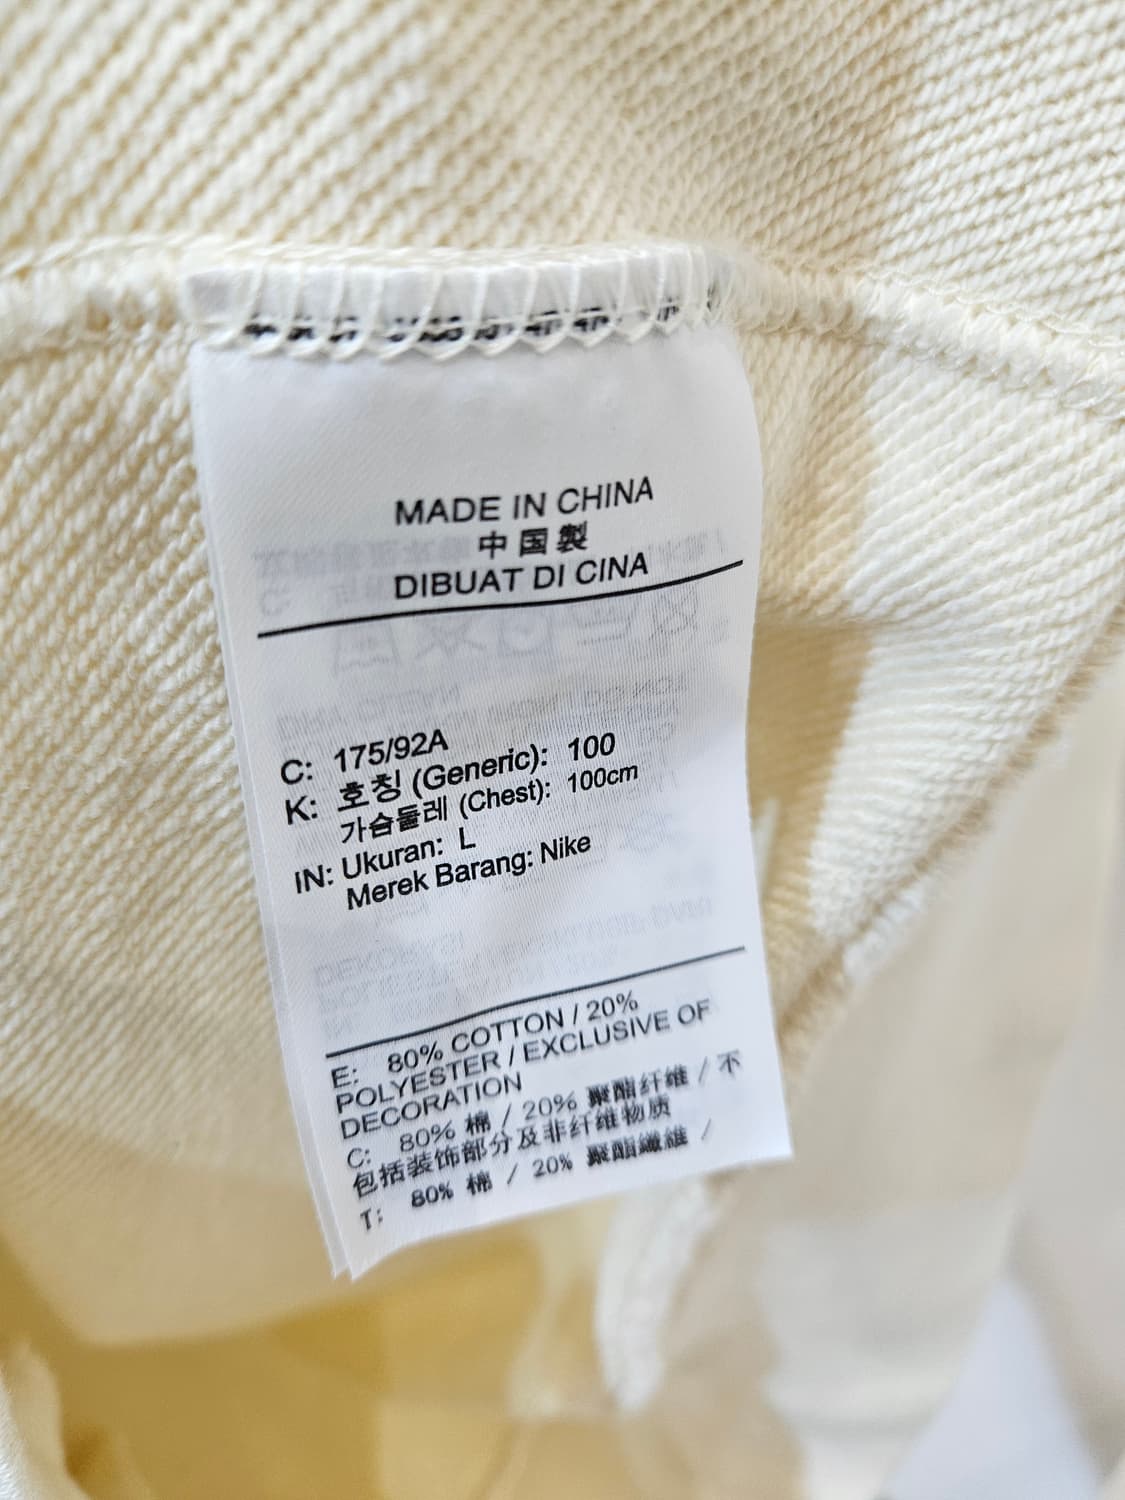 MADE IN CHINA
中国製
DIBUAT DI CINA
C: 175/92A
K: 호칭 (Generic): 100
가슴둘레 (Chest): 100cm
IN: Ukuran: L
Merek Barang: Nike
E: 80% COTTON / 20%
POLYESTER / EXCLUSIVE OF
DECORATION
C: 80% 棉 / 20% 聚酯纤维 / 不
包括装饰部分及非纤维物质
T: 80% 棉 / 20% 聚酯纖維 /